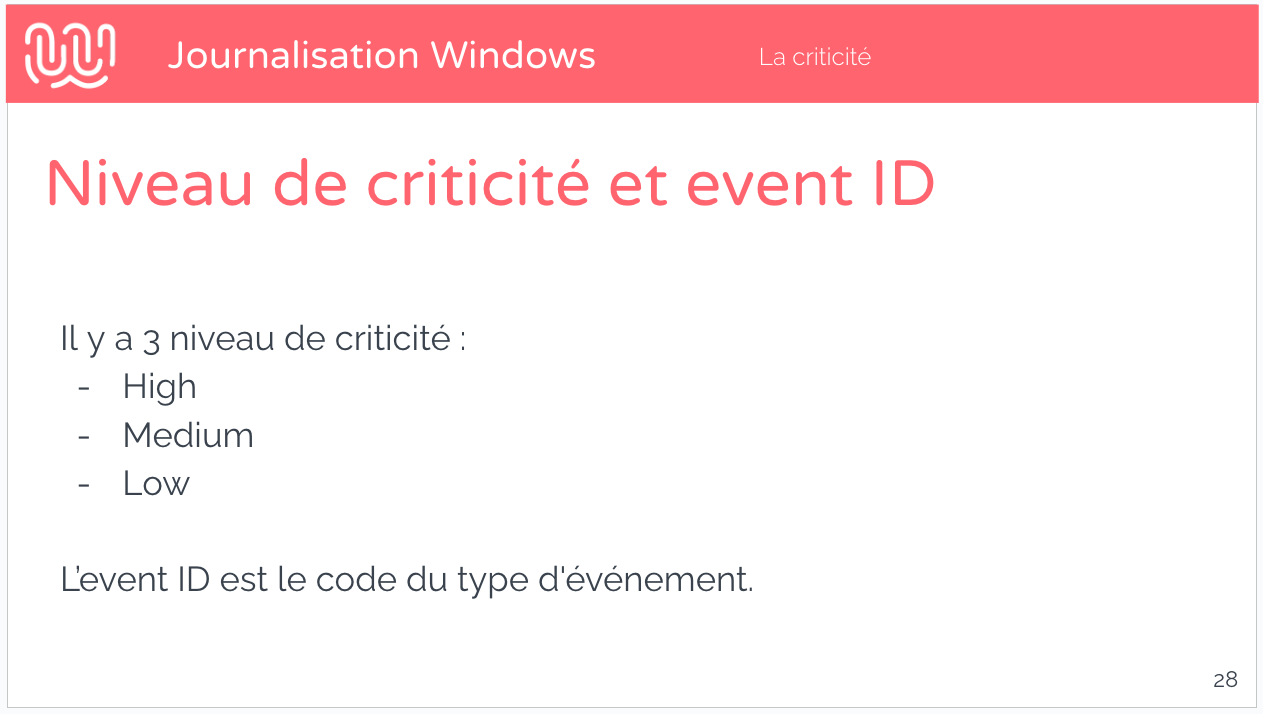 Journalisation Windows
La criticité
Niveau de criticité et event ID
Il y a 3 niveau de criticité :
- High
- Medium
- Low
L’event ID est le code du type d'événement.
28